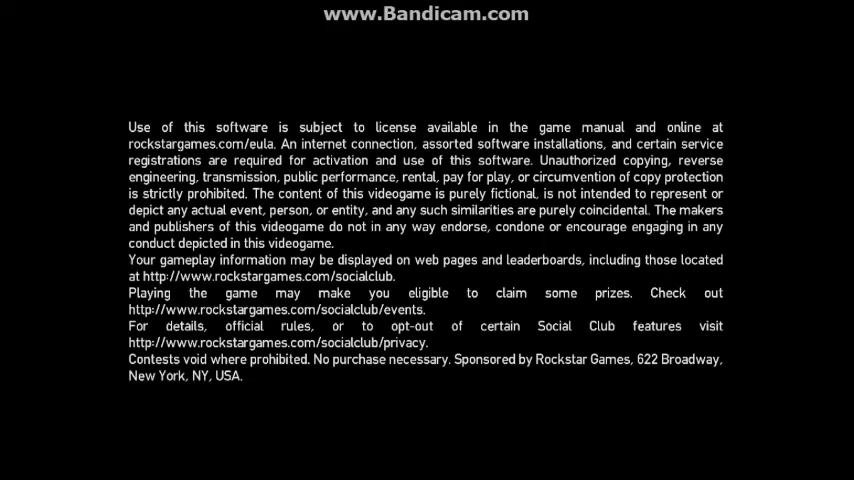 www.Bandicam.com
Use of this software is subject to license available in the game manual and online at
rockstargames.com/eula. An internet connection, assorted software installations, and certain service
registrations are required for activation and use of this software. Unauthorized copying, reverse
engineering, transmission, public performance, rental, pay for play, or circumvention of copy protection
is strictly prohibited. The content of this videogame is purely fictional, is not intended to represent or
depict any actual event, person, or entity, and any such similarities are purely coincidental. The makers
and publishers of this videogame do not in any way endorse, condone or encourage engaging in any
conduct depicted in this videogame.
Your gameplay information may be displayed on web pages and leaderboards, including those located
at http://www.rockstargames.com/socialclub.
Playing the game may make you eligible to claim some prizes. Check out
http://www.rockstargames.com/socialclub/events.
For details, official rules, or to opt-out of certain Social Club features visit
http://www.rockstargames.com/socialclub/privacy.
Contests void where prohibited. No purchase necessary. Sponsored by Rockstar Games, 622 Broadway,
New York, NY, USA.